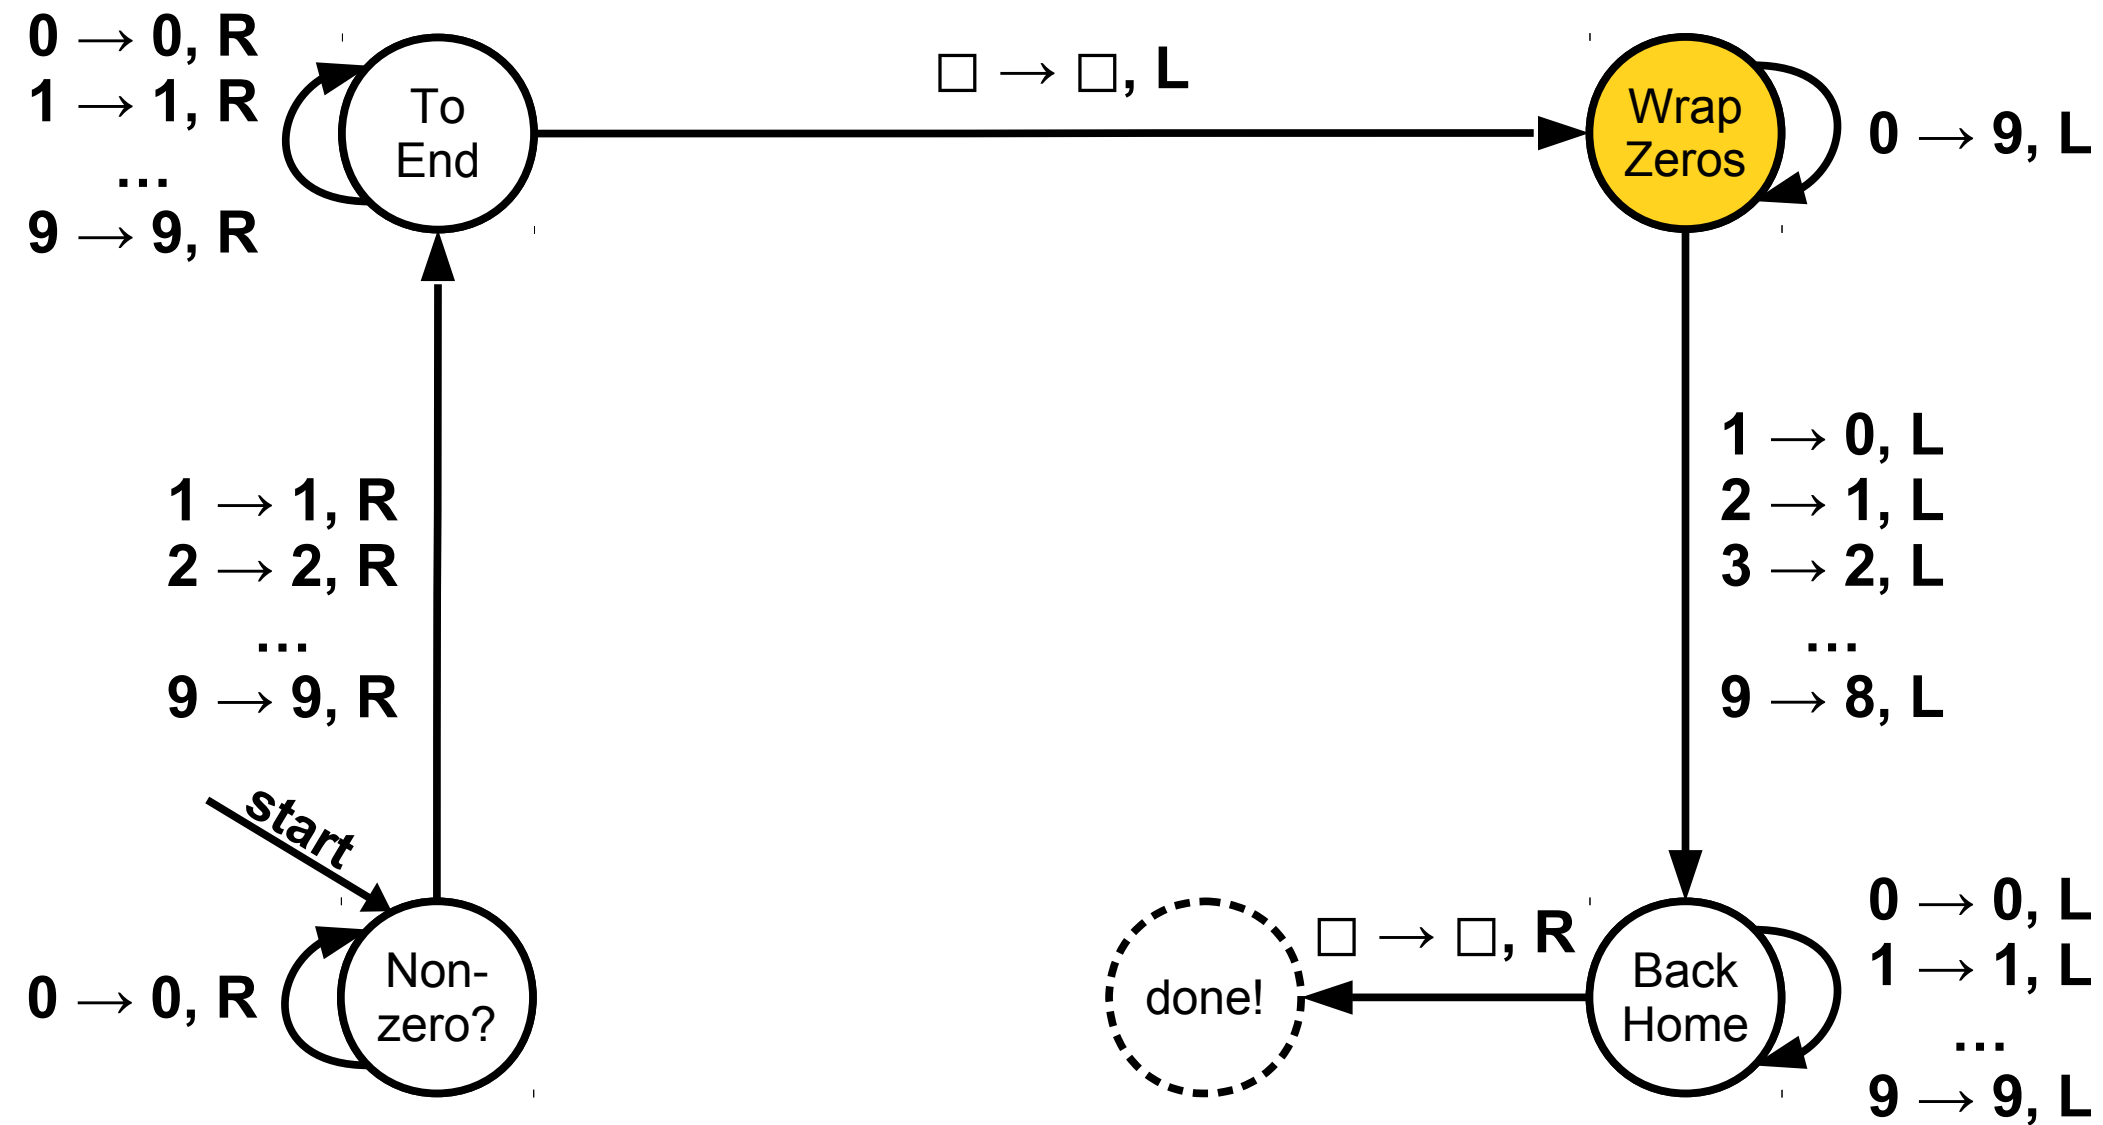 0 → 0, R
1 → 1, R
...
9 → 9, R
To
End
□ → □, L
Wrap
Zeros
0 → 9, L
1 → 1, R
2 → 2, R
...
9 → 9, R
1 → 0, L
2 → 1, L
3 → 2, L
...
9 → 8, L
start
Non-
zero?
0 → 0, R
done!
□ → □, R
Back
Home
0 → 0, L
1 → 1, L
...
9 → 9, L